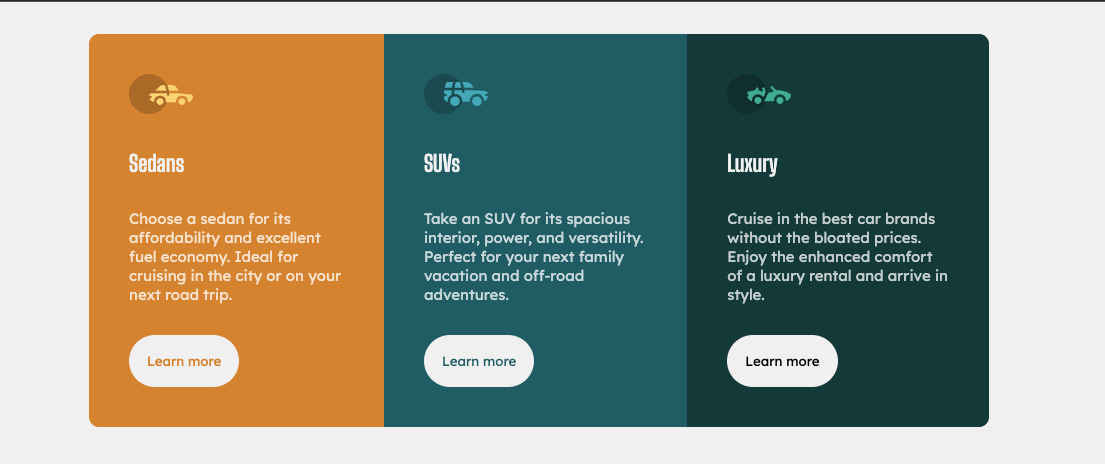 Sedans
Choose a sedan for its
affordability and excellent
fuel economy. Ideal for
cruising in the city or on your
next road trip.
Learn more
SUVs
Take an SUV for its spacious
interior, power, and versatility.
Perfect for your next family
vacation and off-road
adventures.
Learn more
Luxury
Cruise in the best car brands
without the bloated prices.
Enjoy the enhanced comfort
of a luxury rental and arrive in
style.
Learn more